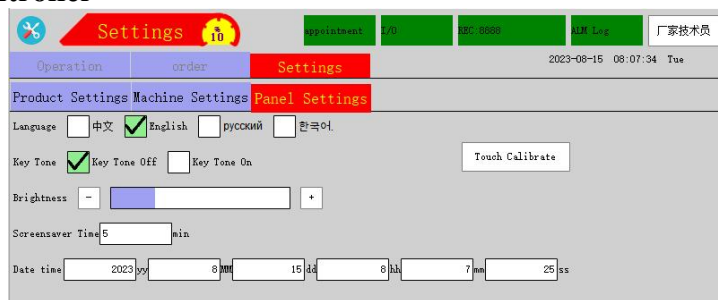 Settings 10 appointment I/O REC:8888 ALM Log 厂家技术员
Operation order Settings 2023-08-15 08:07:34 Tue
Product Settings Machine Settings Panel Settings
Language 中文 English русский 한국어.
Key Tone Key Tone Off Key Tone On Touch Calibrate
Brightness - +
Screensaver Time 5 min
Date time 2023 yy 8 MM 15 dd 8 hh 7 mm 25 ss